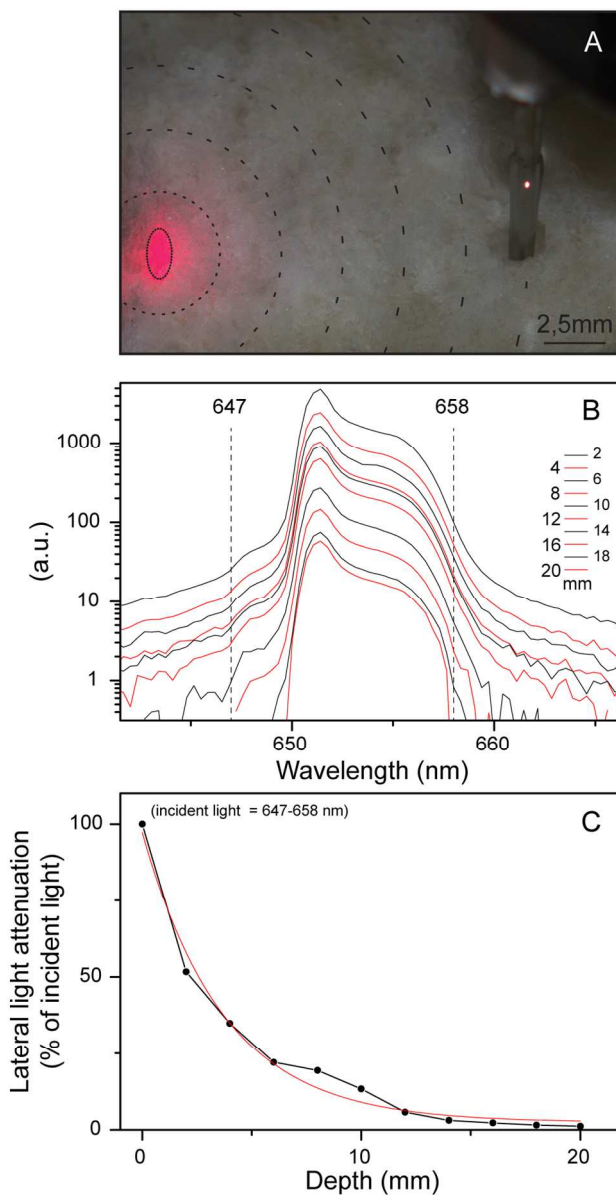 A
2,5mm
B
647
658
1000
100
10
1
(a.u.)
2
4
6
8
10
12
14
16
18
20
mm
650
660
Wavelength (nm)
C
(incident light = 647-658 nm)
100
50
0
Lateral light attenuation
(% of incident light)
0
10
20
Depth (mm)